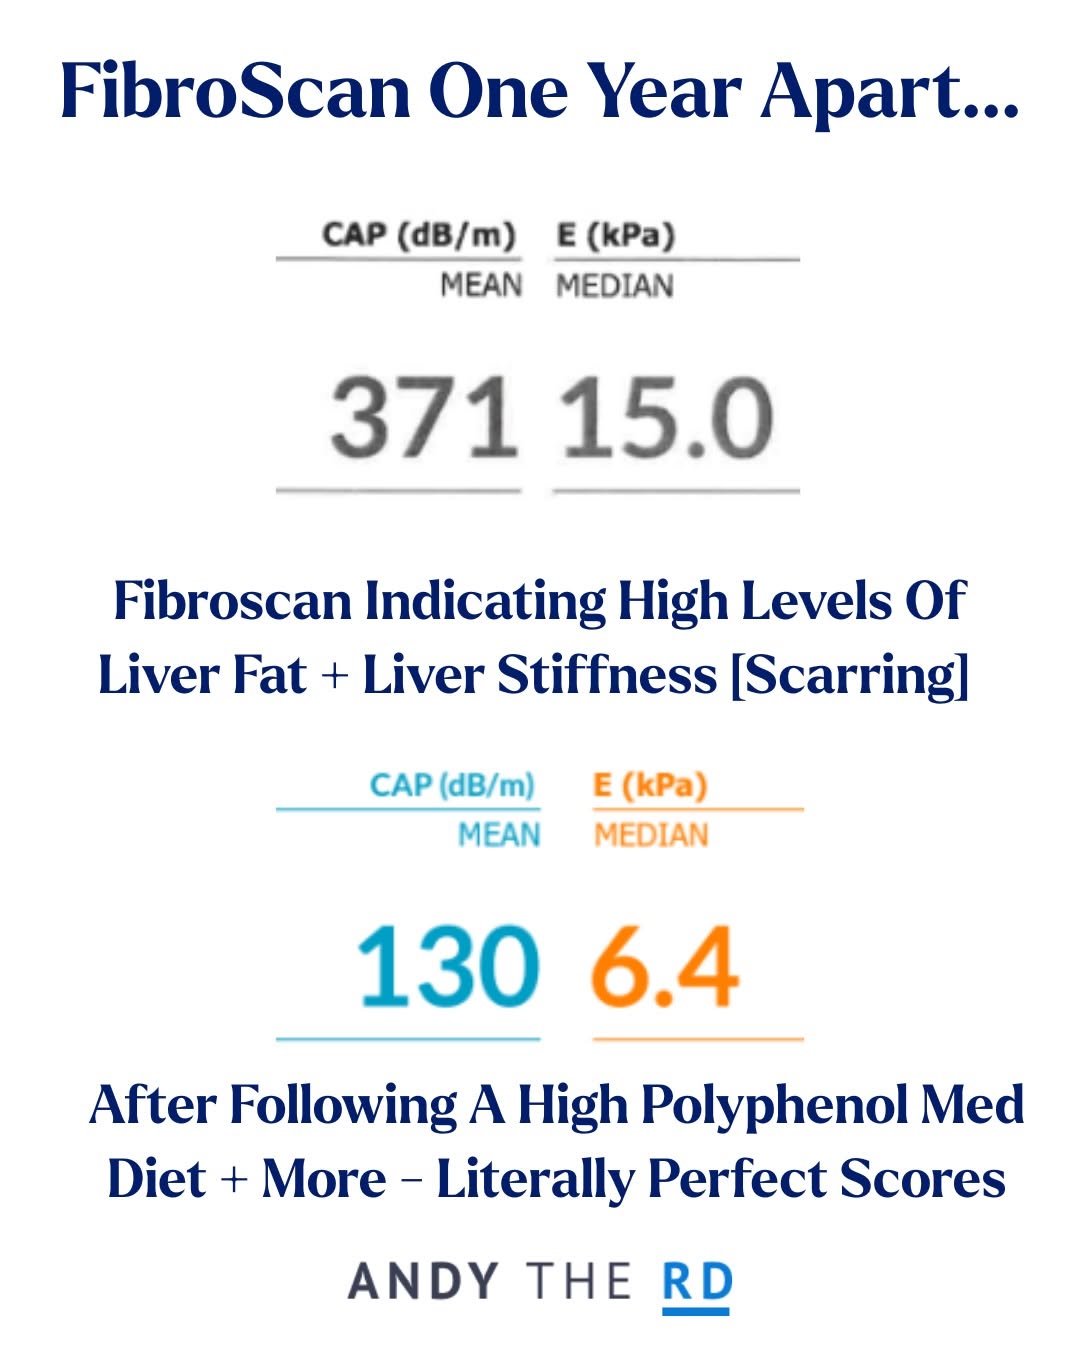 FibroScan One Year Apart...
CAP (dB/m) E (kPa)
MEAN MEDIAN
371 15.0
Fibroscan Indicating High Levels Of
Liver Fat + Liver Stiffness [Scarring]
CAP (dB/m) E (kPa)
MEAN MEDIAN
130 6.4
After Following A High Polyphenol Med
Diet + More - Literally Perfect Scores
ANDY THE RD